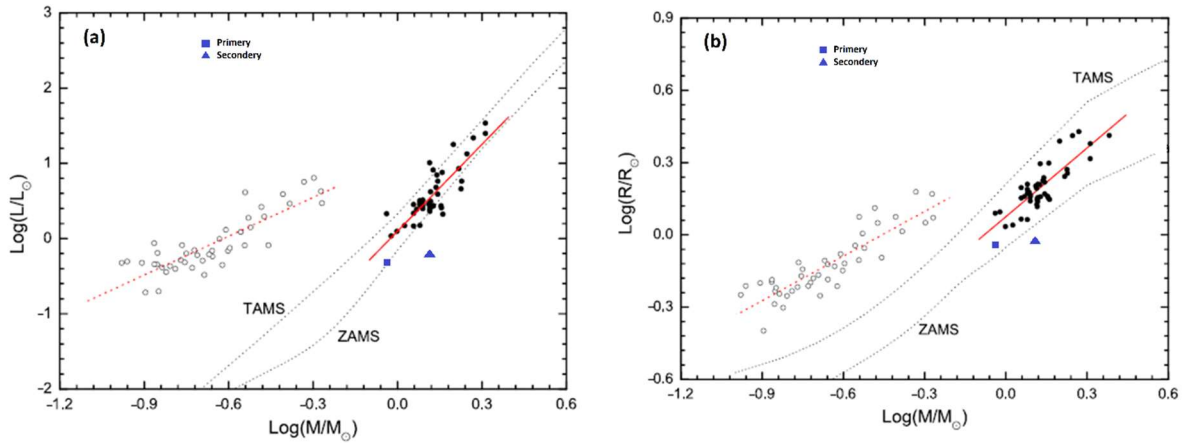 (a)
Primery
Secondery
TAMS
ZAMS
3
2
1
0
−1
−2
Log(L/L☉)
−1.2 −0.9 −0.6 −0.3 0.0 0.3 0.6
Log(M/M☉)
(b)
Primery
Secondery
TAMS
ZAMS
0.9
0.6
0.3
0.0
−0.3
−0.6
Log(R/R☉)
−1.2 −0.9 −0.6 −0.3 0.0 0.3 0.6
Log(M/M☉)